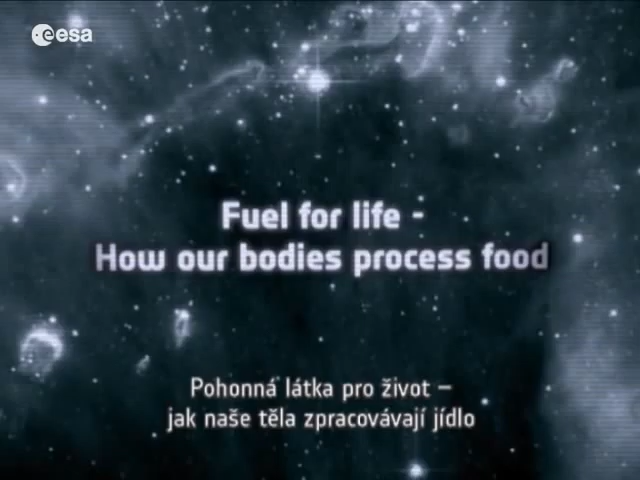 esa
Fuel for life -
How our bodies process food
Pohonná látka pro život –
jak naše těla zpracovávají jídlo